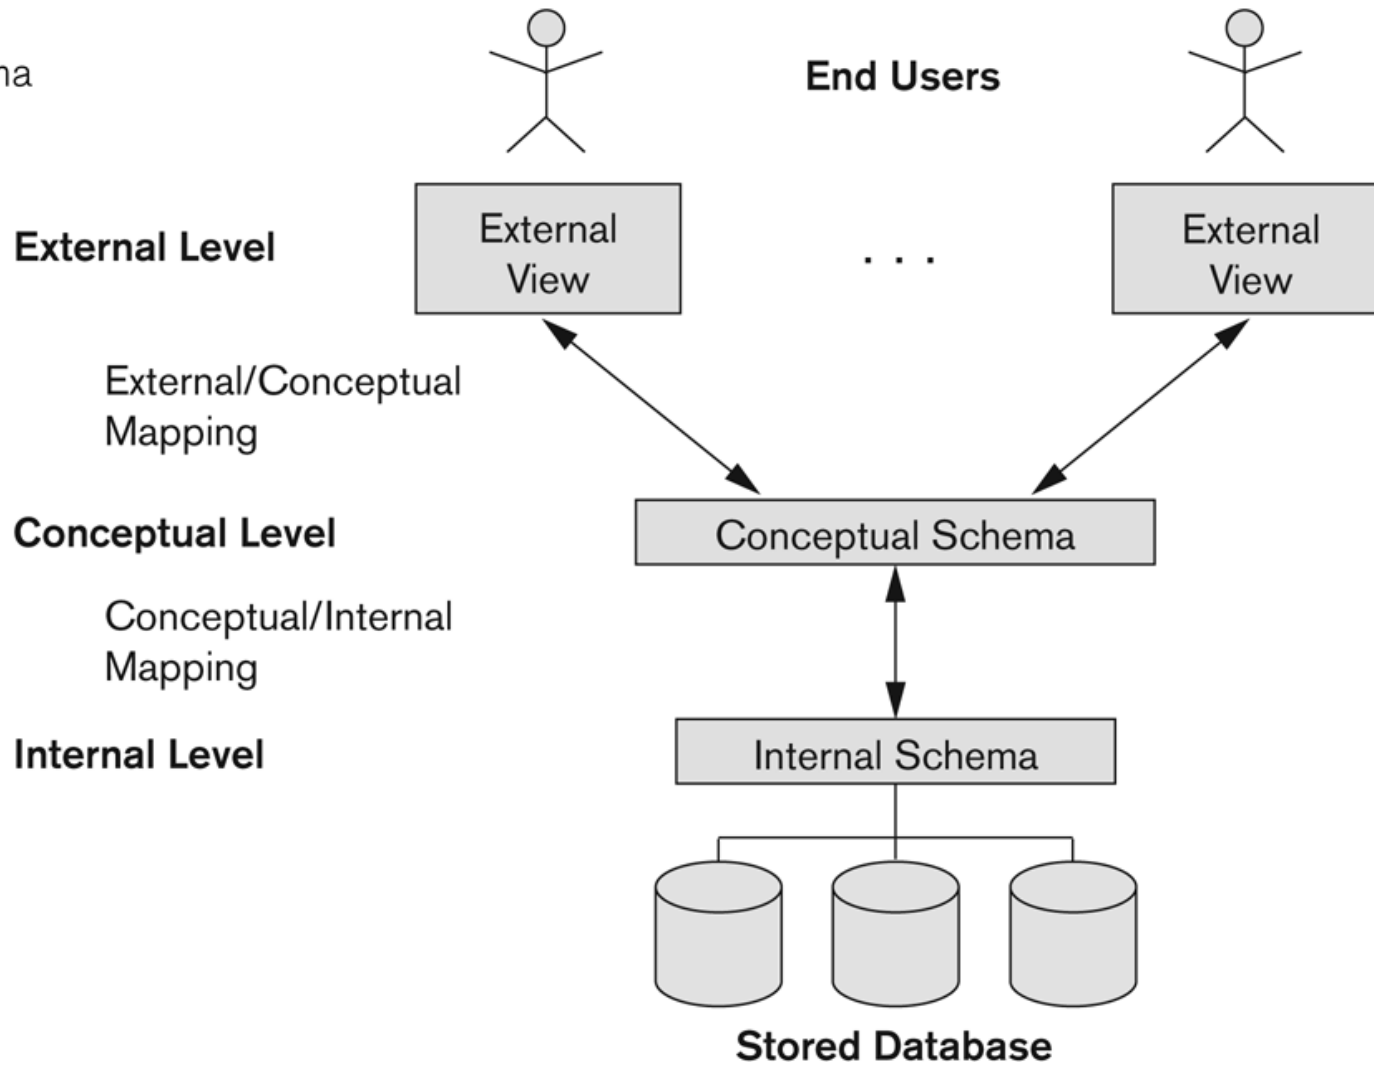 End Users
External
View
External Level
. . .
External
View
External/Conceptual
Mapping
Conceptual Level
Conceptual Schema
Conceptual/Internal
Mapping
Internal Level
Internal Schema
Stored Database